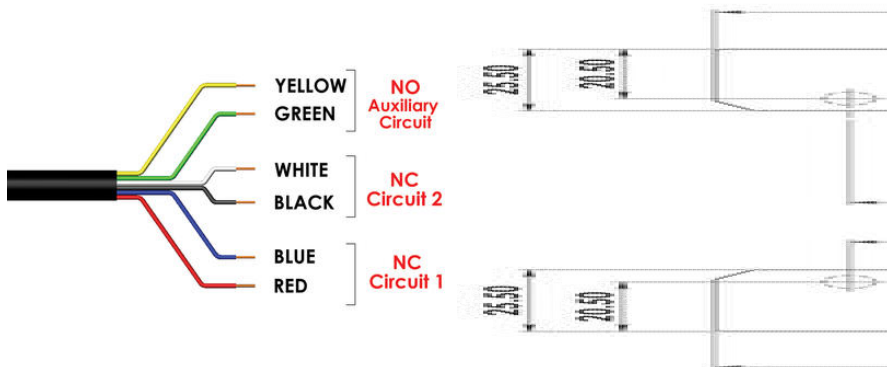 YELLOW
GREEN
NO
Auxiliary
Circuit
WHITE
BLACK
NC
Circuit 2
BLUE
RED
NC
Circuit 1
25.50
20.50
25.50
20.50